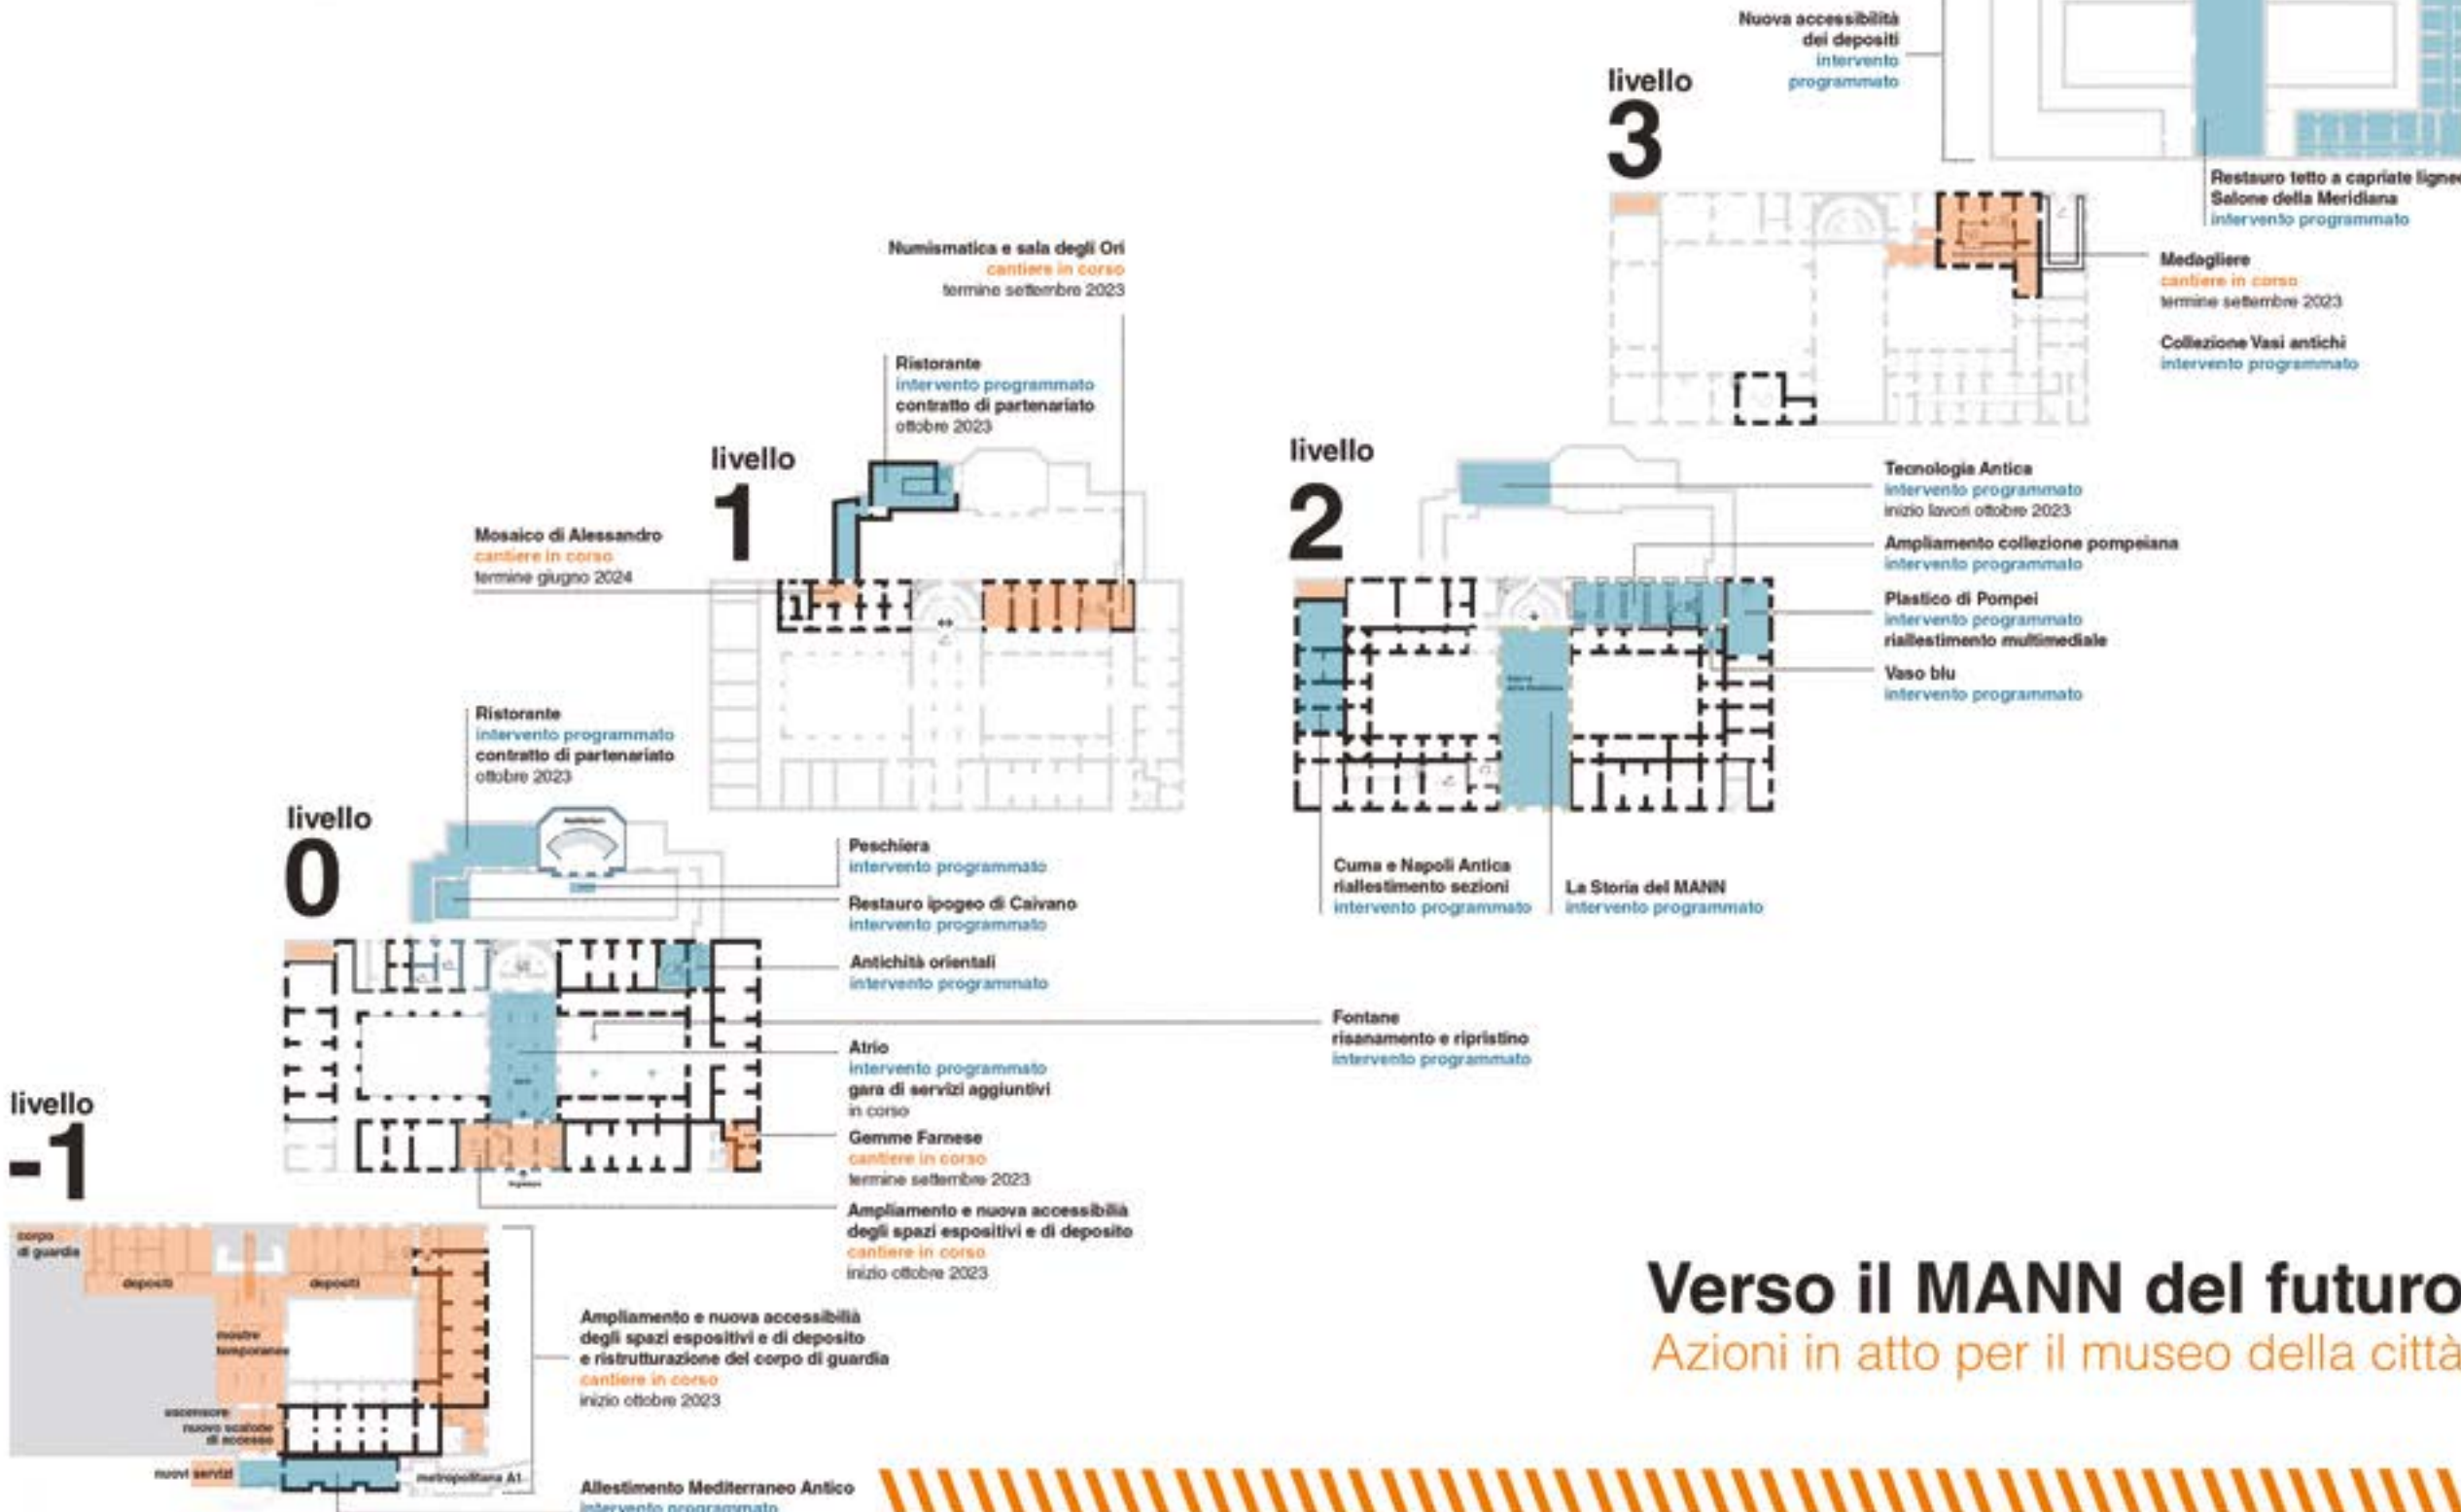 Nuova accessibilità
dei depositi
intervento
programmato
livello
3
Restauro tetto a capriate lignee
Salone della Meridiana
intervento programmato
Medagliere
cantiere in corso
termine settembre 2023
Collezione Vasi antichi
intervento programmato
Numismatica e sala degli Ori
cantiere in corso
termine settembre 2023
Ristorante
intervento programmato
contratto di partenariato
ottobre 2023
livello
1
Mosaico di Alessandro
cantiere in corso
termine giugno 2024
livello
2
Tecnologia Antica
intervento programmato
inizio lavori ottobre 2023
Ampliamento collezione pompeiana
intervento programmato
Plastico di Pompei
intervento programmato
riallestimento multimediale
Vaso blu
intervento programmato
Cuma e Napoli Antica
riallestimento sezioni
intervento programmato
La Storia del MANN
intervento programmato
Ristorante
intervento programmato
contratto di partenariato
ottobre 2023
livello
0
Auditorium
Peschiera
intervento programmato
Restauro ipogeo di Caivano
intervento programmato
Antichità orientali
intervento programmato
Fontane
risanamento e ripristino
intervento programmato
Atrio
intervento programmato
gara di servizi aggiuntivi
in corso
Gemme Farnese
cantiere in corso
termine settembre 2023
Ampliamento e nuova accessibilià
degli spazi espositivi e di deposito
cantiere in corso
inizio ottobre 2023
livello
-1
corpo
di guardia
depositi
depositi
mostre
temporanee
ascensore
nuovo scalone
di accesso
nuovi servizi
metropolitana A1
Ampliamento e nuova accessibilià
degli spazi espositivi e di deposito
e ristrutturazione del corpo di guardia
cantiere in corso
inizio ottobre 2023
Allestimento Mediterraneo Antico
intervento programmato
Verso il MANN del futuro
Azioni in atto per il museo della città